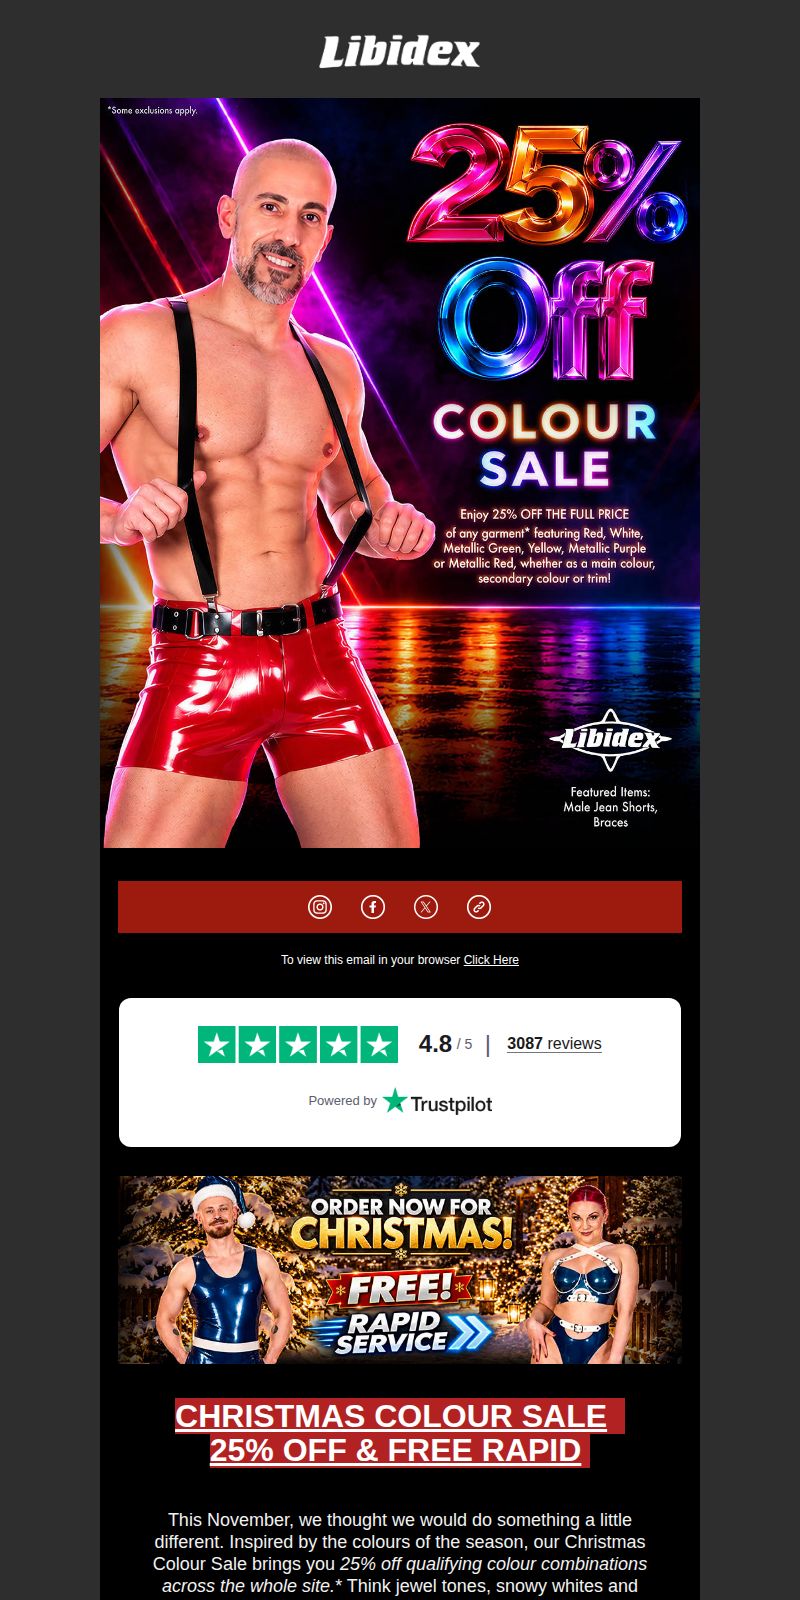 Libidex
*Some exclusions apply.
25%
Off
COLOUR
SALE
Enjoy 25% OFF THE FULL PRICE
of any garment* featuring Red, White,
Metallic Green, Yellow, Metallic Purple
or Metallic Red, whether as a main colour,
secondary colour or trim!
Libidex
Featured Items:
Male Jean Shorts,
Braces
To view this email in your browser Click Here
4.8 / 5 | 3087 reviews
Powered by Trustpilot
ORDER NOW FOR
CHRISTMAS!
FREE!
RAPID
SERVICE
CHRISTMAS COLOUR SALE
25% OFF & FREE RAPID
This November, we thought we would do something a little
different. Inspired by the colours of the season, our Christmas
Colour Sale brings you 25% off qualifying colour combinations
across the whole site.* Think jewel tones, snowy whites and